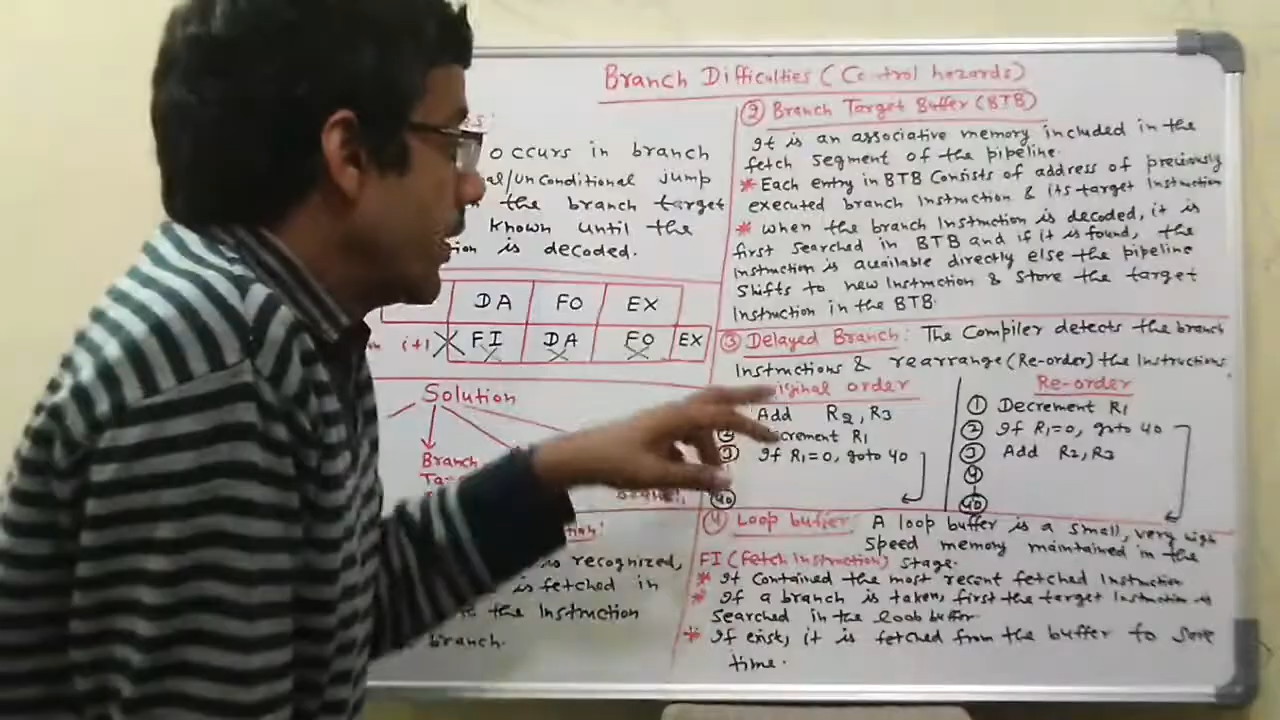 Branch Difficulties (Control hazards)
occurs in branch
al/unconditional jump
the branch target
known until the
ion is decoded.
DA FO EX
i+1 FI DA FO EX
Solution
Branch
is recognized,
is fetched in
the Instruction
branch.
② Branch Target Buffer (BTB)
It is an associative memory included in the
fetch segment of the pipeline.
* Each entry in BTB Consists of address of previously
executed branch Instruction & its target Instruction
* when the branch Instruction is decoded, it is
first searched in BTB and if it is found, the
instruction is available directly else the pipeline
shifts to new Instruction & store the target
Instruction in the BTB.
③ Delayed Branch: The Compiler detects the branch
Instructions & rearrange (Re-order) the Instructions.
iginal order
Add R2, R3
crement R1
③ If R1=0, goto 40
40
Re-order
① Decrement R1
② If R1=0, goto 40
③ Add R2, R3
④
40
④ Loop buffer: A loop buffer is a small, very high
speed memory maintained in the
FI (Fetch Instruction) stage.
* It contained the most recent fetched Instruction
* If a branch is taken, first the target Instruction is
searched in the loob buffer
* If exist, it is fetched from the buffer to save
time.